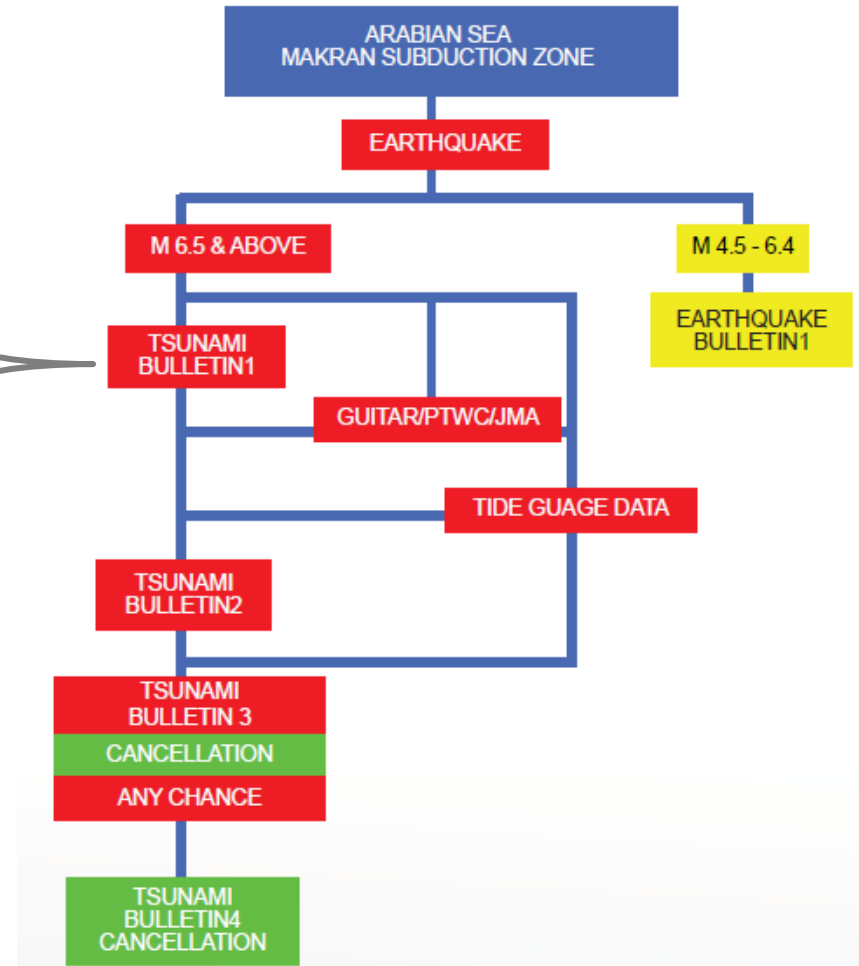 ARABIAN SEA
MAKRAN SUBDUCTION ZONE
EARTHQUAKE
M 6.5 & ABOVE
M 4.5 - 6.4
TSUNAMI
BULLETIN1
EARTHQUAKE
BULLETIN1
GUITAR/PTWC/JMA
TIDE GUAGE DATA
TSUNAMI
BULLETIN2
TSUNAMI
BULLETIN 3
CANCELLATION
ANY CHANCE
TSUNAMI
BULLETIN4
CANCELLATION